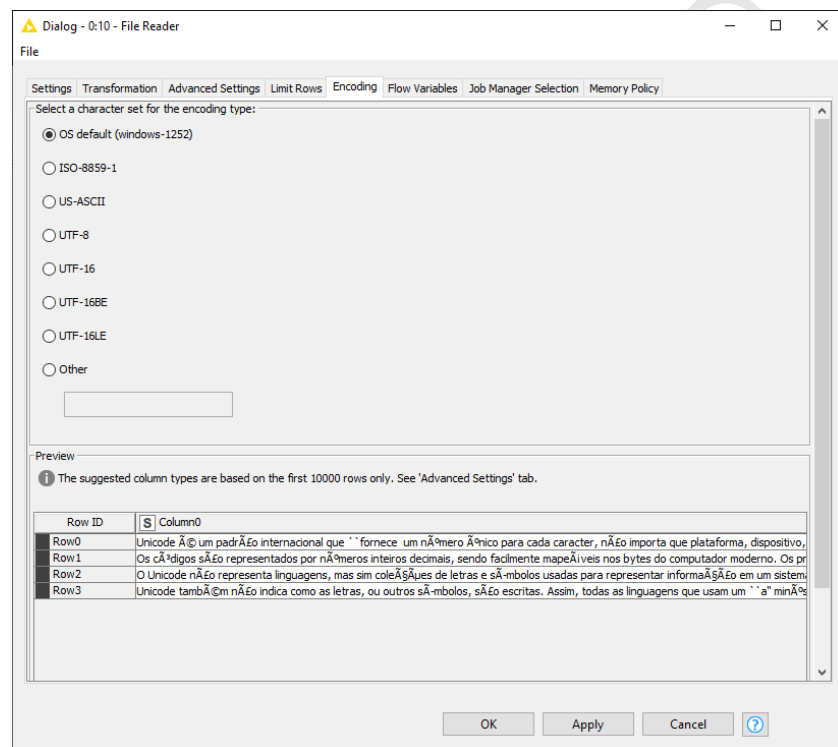 Dialog - 0:10 - File Reader
File
Settings Transformation Advanced Settings Limit Rows Encoding Flow Variables Job Manager Selection Memory Policy
Select a character set for the encoding type:
OS default (windows-1252)
ISO-8859-1
US-ASCII
UTF-8
UTF-16
UTF-16BE
UTF-16LE
Other
Preview
The suggested column types are based on the first 10000 rows only. See 'Advanced Settings' tab.
Row ID S Column0
Row0 Unicode Ã© um padrÃ£o internacional que ``fornece um nÃºmero Ãºnico para cada caracter, nÃ£o importa que plataforma, dispositivo,
Row1 Os cÃ³digos sÃ£o representados por nÃºmeros inteiros decimais, sendo facilmente mapeÃ¡veis nos bytes do computador moderno. Os pr
Row2 O Unicode nÃ£o representa linguagens, mas sim coleÃ§Ãµes de letras e sÃ­mbolos usadas para representar informaÃ§Ã£o em um sistema
Row3 Unicode tambÃ©m nÃ£o indica como as letras, ou outros sÃ­mbolos, sÃ£o escritas. Assim, todas as linguagens que usam um ``a" minÃºs
OK Apply Cancel ?